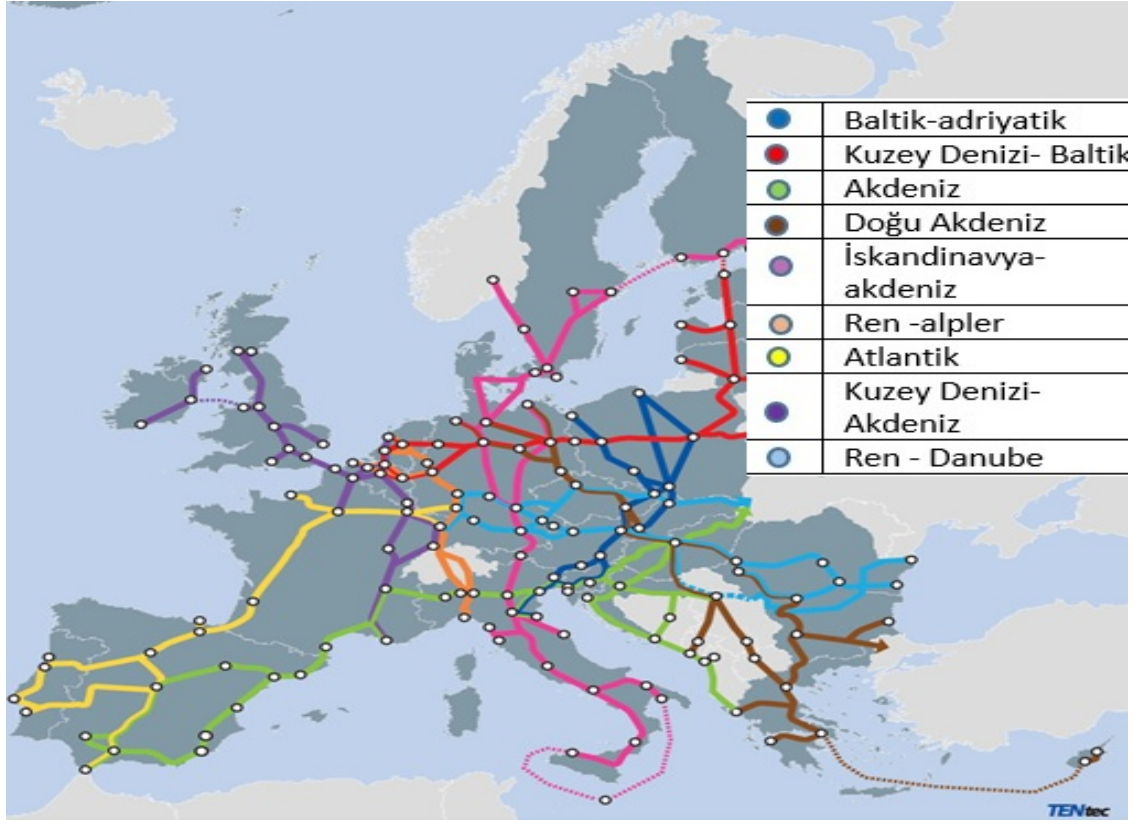 Baltik-adriyatik
Kuzey Denizi- Baltik
Akdeniz
Doğu Akdeniz
İskandinavya-
akdeniz
Ren -alpler
Atlantik
Kuzey Denizi-
Akdeniz
Ren - Danube
TENtec